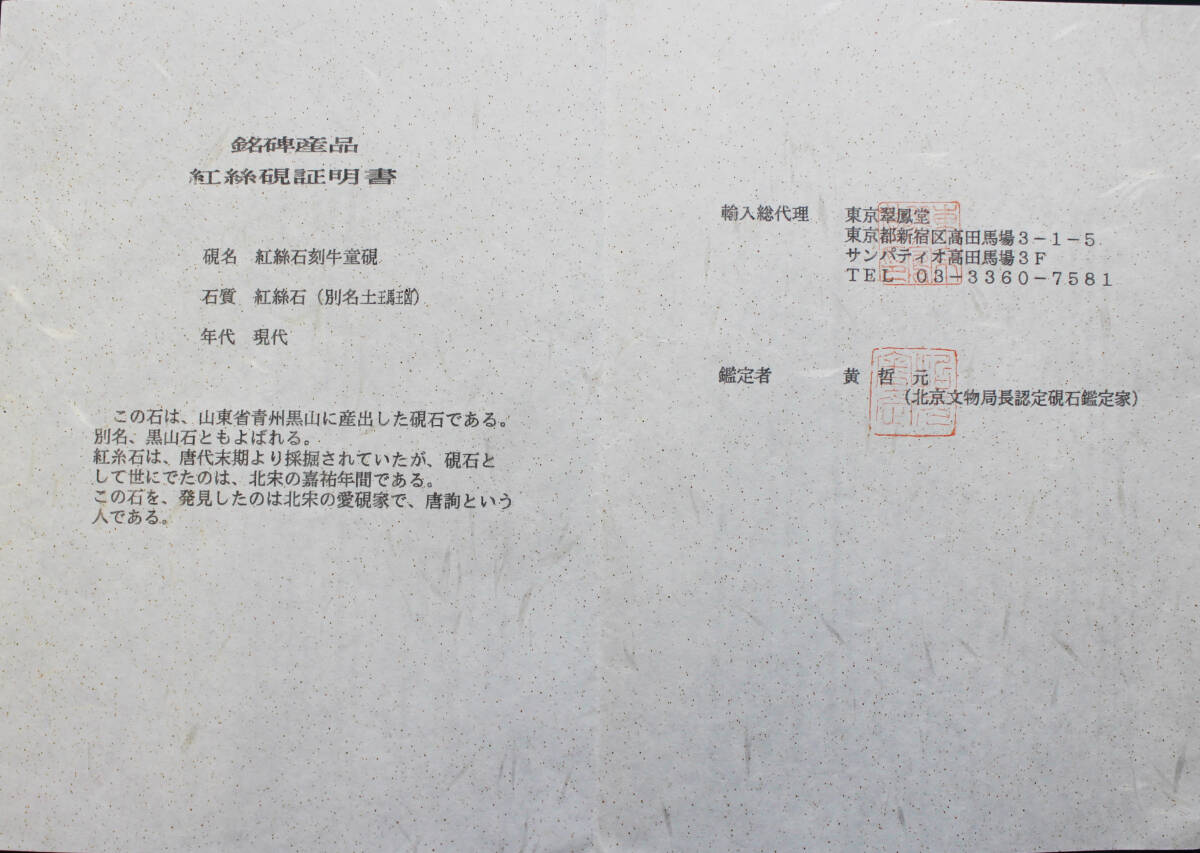 銘碑産品
紅絲硯証明書
硯名　紅絲石刻牛童硯
石質　紅絲石（別名土瑪瑙）
年代　現代
この石は、山東省青州黒山に産出した硯石である。
別名、黒山石ともよばれる。
紅糸石は、唐代末期より採掘されていたが、硯石と
して世にでたのは、北宋の嘉祐年間である。
この石を、発見したのは北宋の愛硯家で、唐詢という
人である。
輸入総代理　東京翠鳳堂
東京都新宿区高田馬場３－１－５
サンパティオ高田馬場３Ｆ
ＴＥＬ　０３－３３６０－７５８１
鑑定者　黄　哲　元
（北京文物局長認定硯石鑑定家）